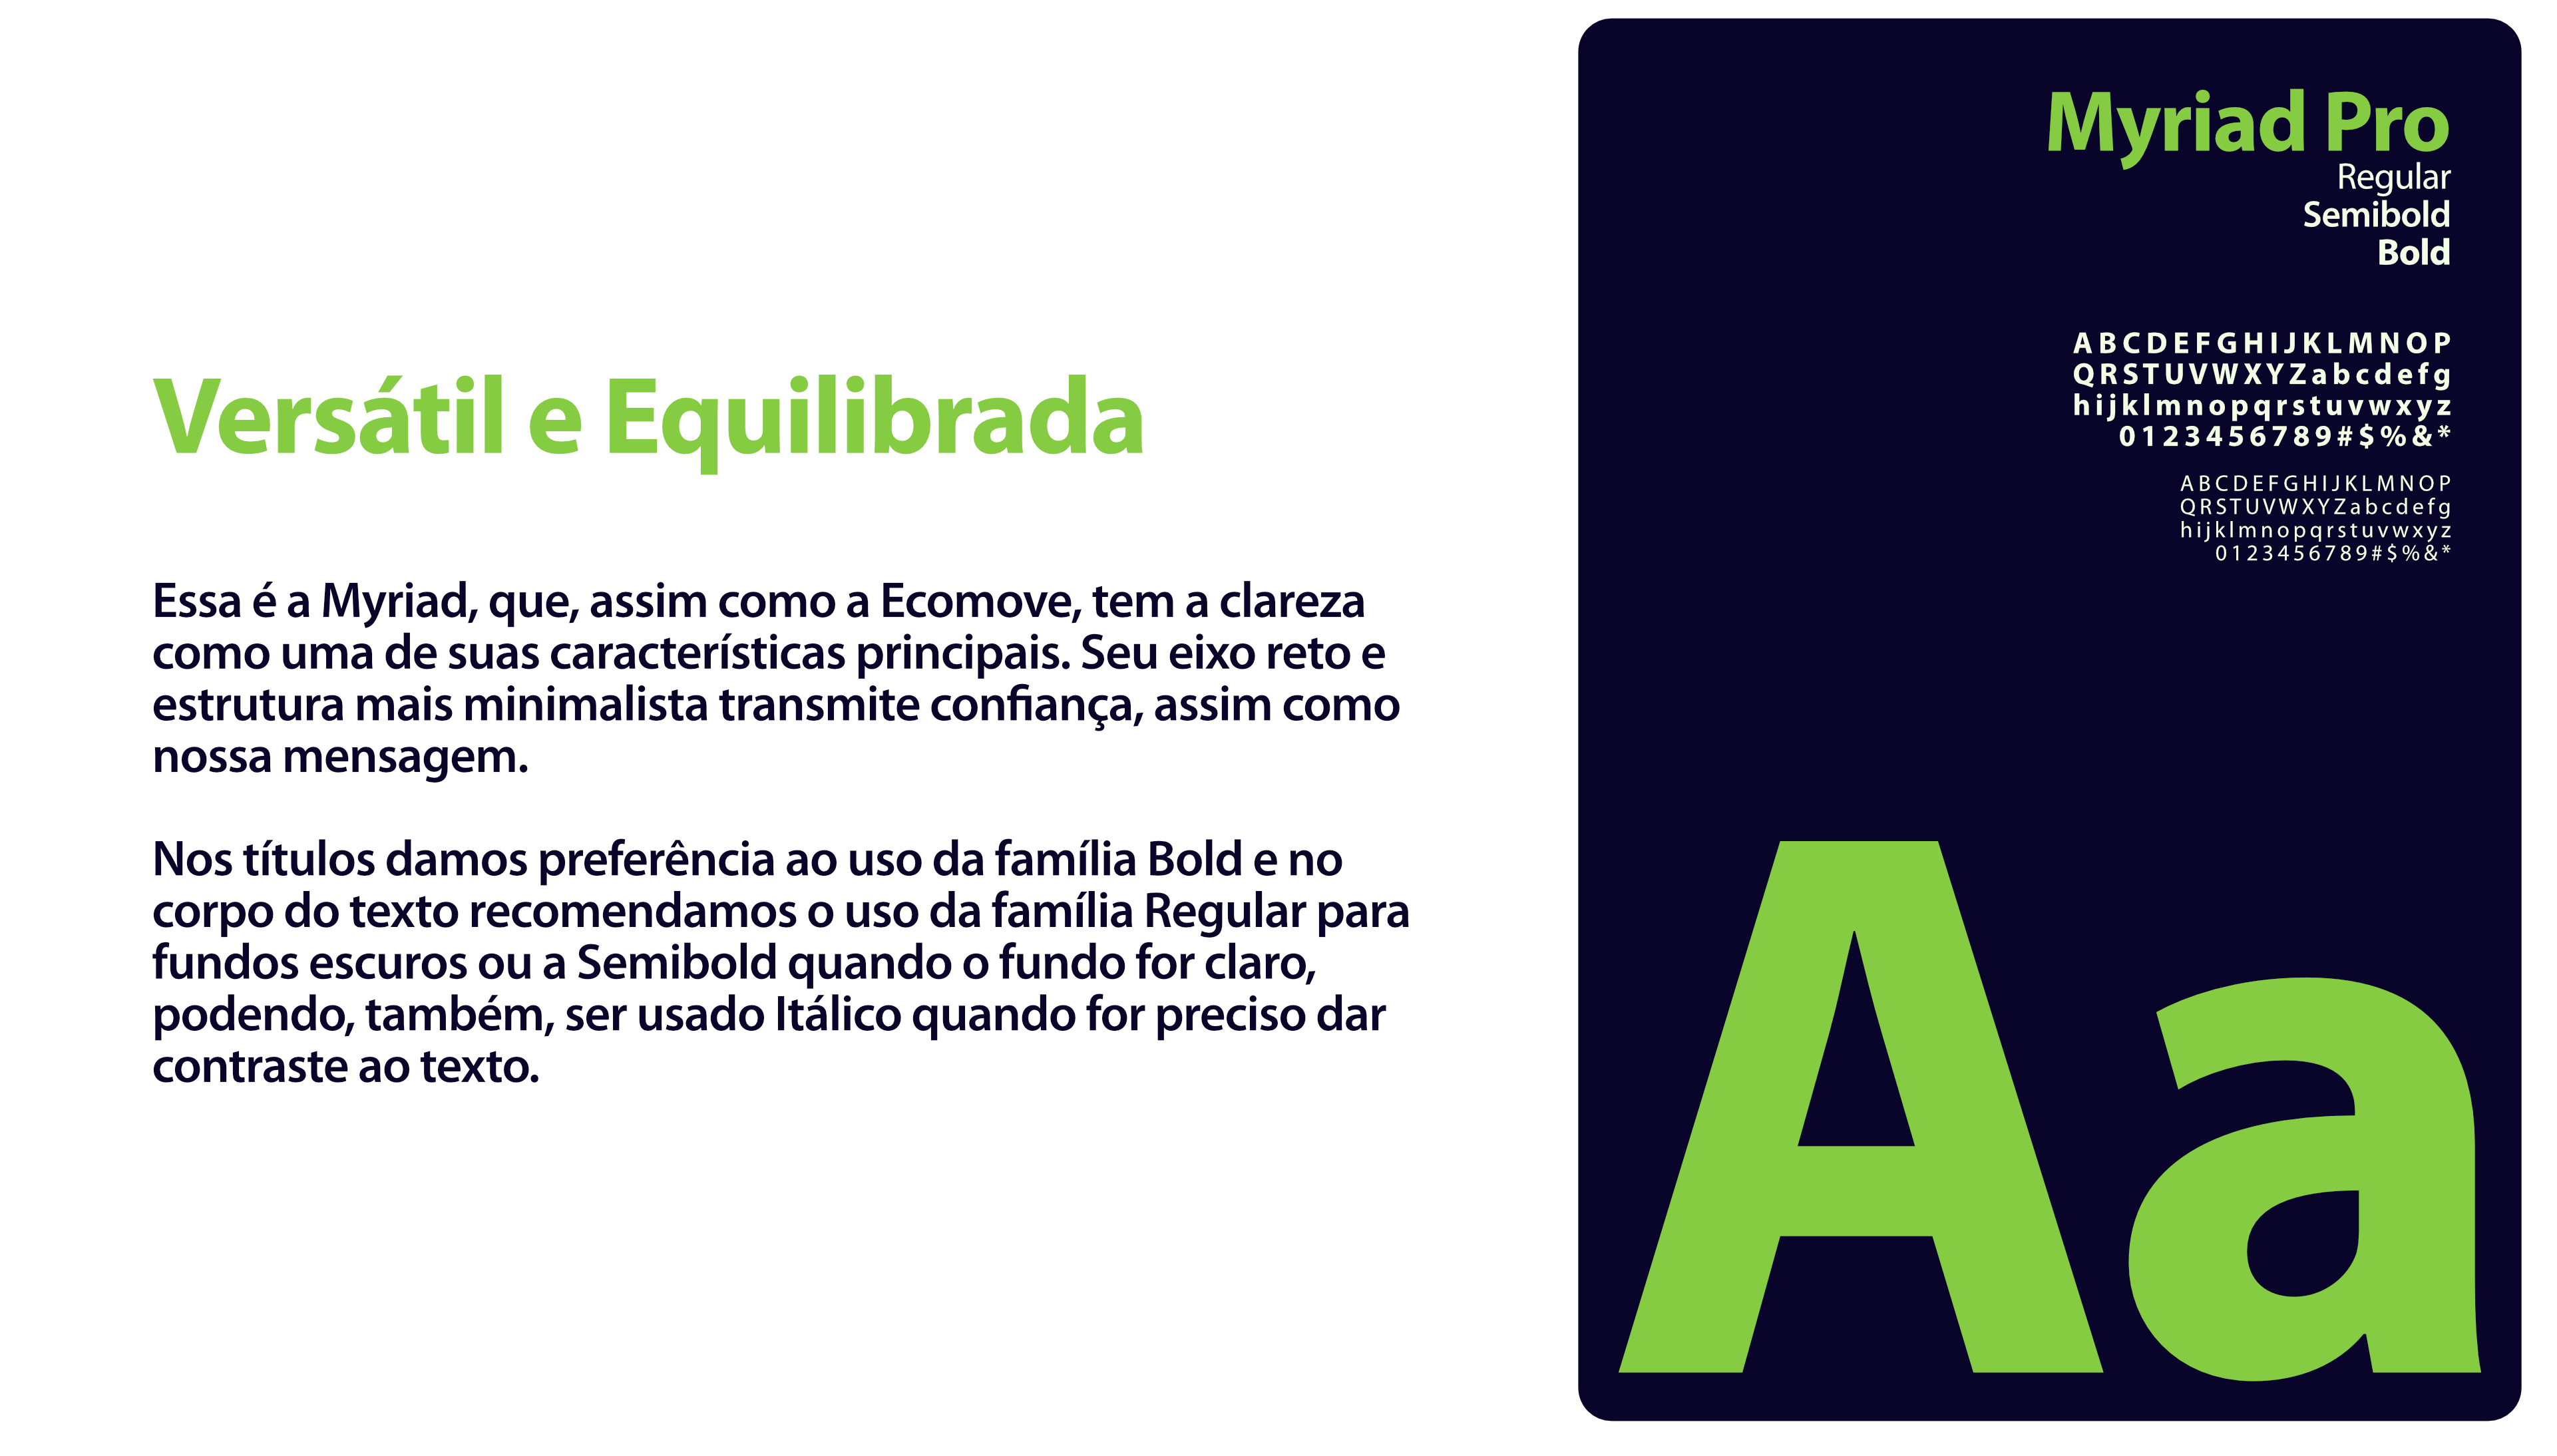 Versátil e Equilibrada
Essa é a Myriad, que, assim como a Ecomove, tem a clareza
como uma de suas características principais. Seu eixo reto e
estrutura mais minimalista transmite confiança, assim como
nossa mensagem.
Nos títulos damos preferência ao uso da família Bold e no
corpo do texto recomendamos o uso da família Regular para
fundos escuros ou a Semibold quando o fundo for claro,
podendo, também, ser usado Itálico quando for preciso dar
contraste ao texto.
Myriad Pro
Regular
Semibold
Bold
A B C D E F G H I J K L M N O P
Q R S T U V W X Y Z a b c d e f g
h i j k l m n o p q r s t u v w x y z
0 1 2 3 4 5 6 7 8 9 # $ % & *
A B C D E F G H I J K L M N O P
Q R S T U V W X Y Z a b c d e f g
h i j k l m n o p q r s t u v w x y z
0 1 2 3 4 5 6 7 8 9 # $ % & *
Aa